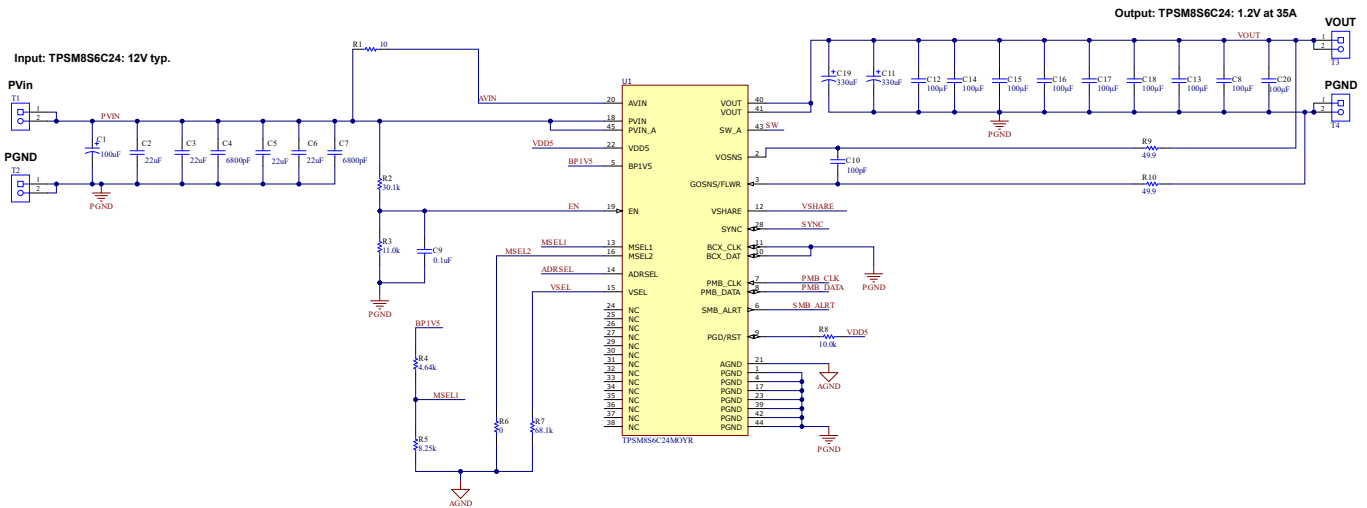 Output: TPSM8S6C24: 1.2V at 35A
Input: TPSM8S6C24: 12V typ.
PVin
T1
1
2
PVIN
PGND
T2
1
2
C1
100uF
PGND
C2
22uF
C3
22uF
C4
6800pF
C5
22uF
C6
22uF
C7
6800pF
R1
10
AVIN
VDD5
BP1V5
R2
30.1k
EN
R3
11.0k
C9
0.1uF
PGND
MSEL1
MSEL2
ADRSEL
VSEL
BP1V5
R4
4.64k
MSEL1
R5
8.25k
R6
0
R7
68.1k
AGND
U1
20 AVIN
18 PVIN
45 PVIN_A
22 VDD5
5 BP1V5
19 EN
13 MSEL1
16 MSEL2
14 ADRSEL
15 VSEL
24 NC
25 NC
26 NC
27 NC
29 NC
30 NC
31 NC
32 NC
33 NC
34 NC
35 NC
36 NC
37 NC
38 NC
VOUT 40
VOUT 41
SW_A 43
VOSNS 2
GOSNS/FLWR 3
VSHARE 12
SYNC 28
BCX_CLK 11
BCX_DAT 10
PMB_CLK 7
PMB_DATA 8
SMB_ALRT 6
PGD/RST 9
AGND 21
PGND 1
PGND 4
PGND 17
PGND 23
PGND 39
PGND 42
PGND 44
TPSM8S6C24MOYR
SW
VSHARE
SYNC
PGND
PMB_CLK
PMB_DATA
SMB_ALRT
R8
10.0k
VDD5
AGND
PGND
C19
330uF
C11
330uF
C12
100µF
C14
100µF
C15
100µF
C16
100µF
C17
100µF
C18
100µF
C13
100µF
C8
100µF
C20
100µF
PGND
VOUT
C10
100pF
R9
49.9
R10
49.9
VOUT
1
2
T3
PGND
1
2
T4